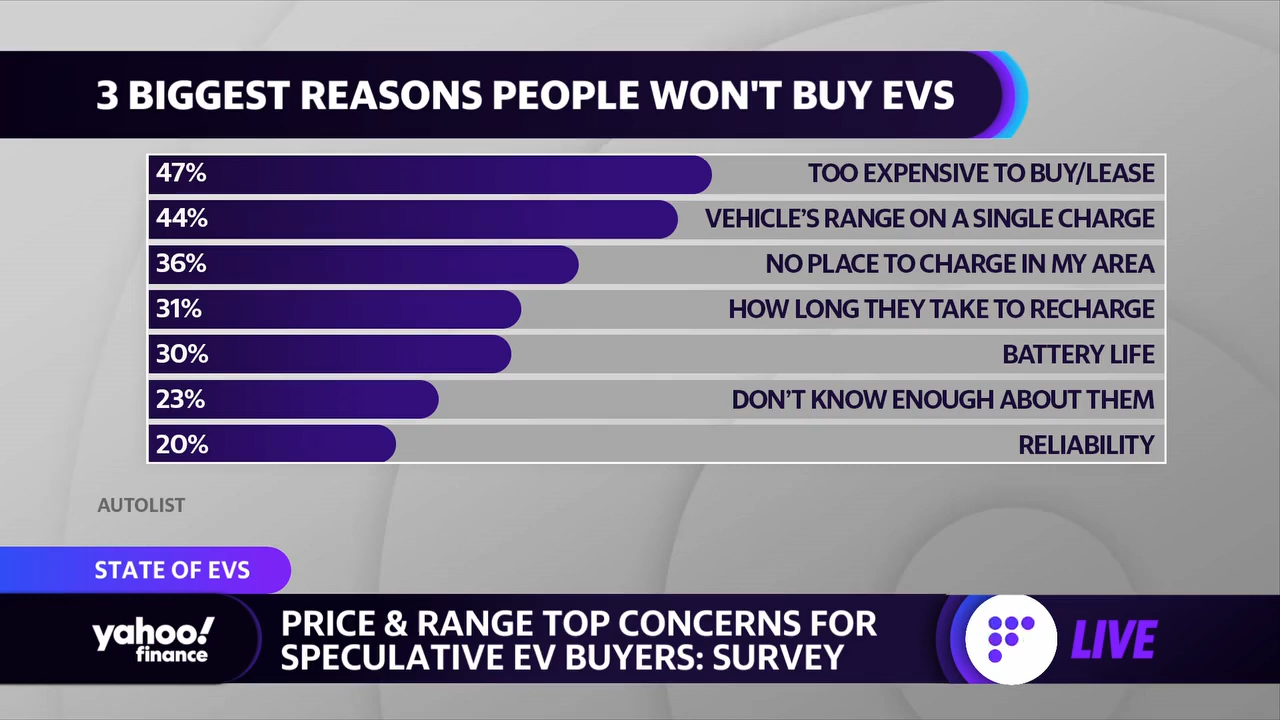 3 BIGGEST REASONS PEOPLE WON'T BUY EVS
47% TOO EXPENSIVE TO BUY/LEASE
44% VEHICLE’S RANGE ON A SINGLE CHARGE
36% NO PLACE TO CHARGE IN MY AREA
31% HOW LONG THEY TAKE TO RECHARGE
30% BATTERY LIFE
23% DON’T KNOW ENOUGH ABOUT THEM
20% RELIABILITY
AUTOLIST
STATE OF EVS
yahoo!
finance
PRICE & RANGE TOP CONCERNS FOR
SPECULATIVE EV BUYERS: SURVEY
LIVE